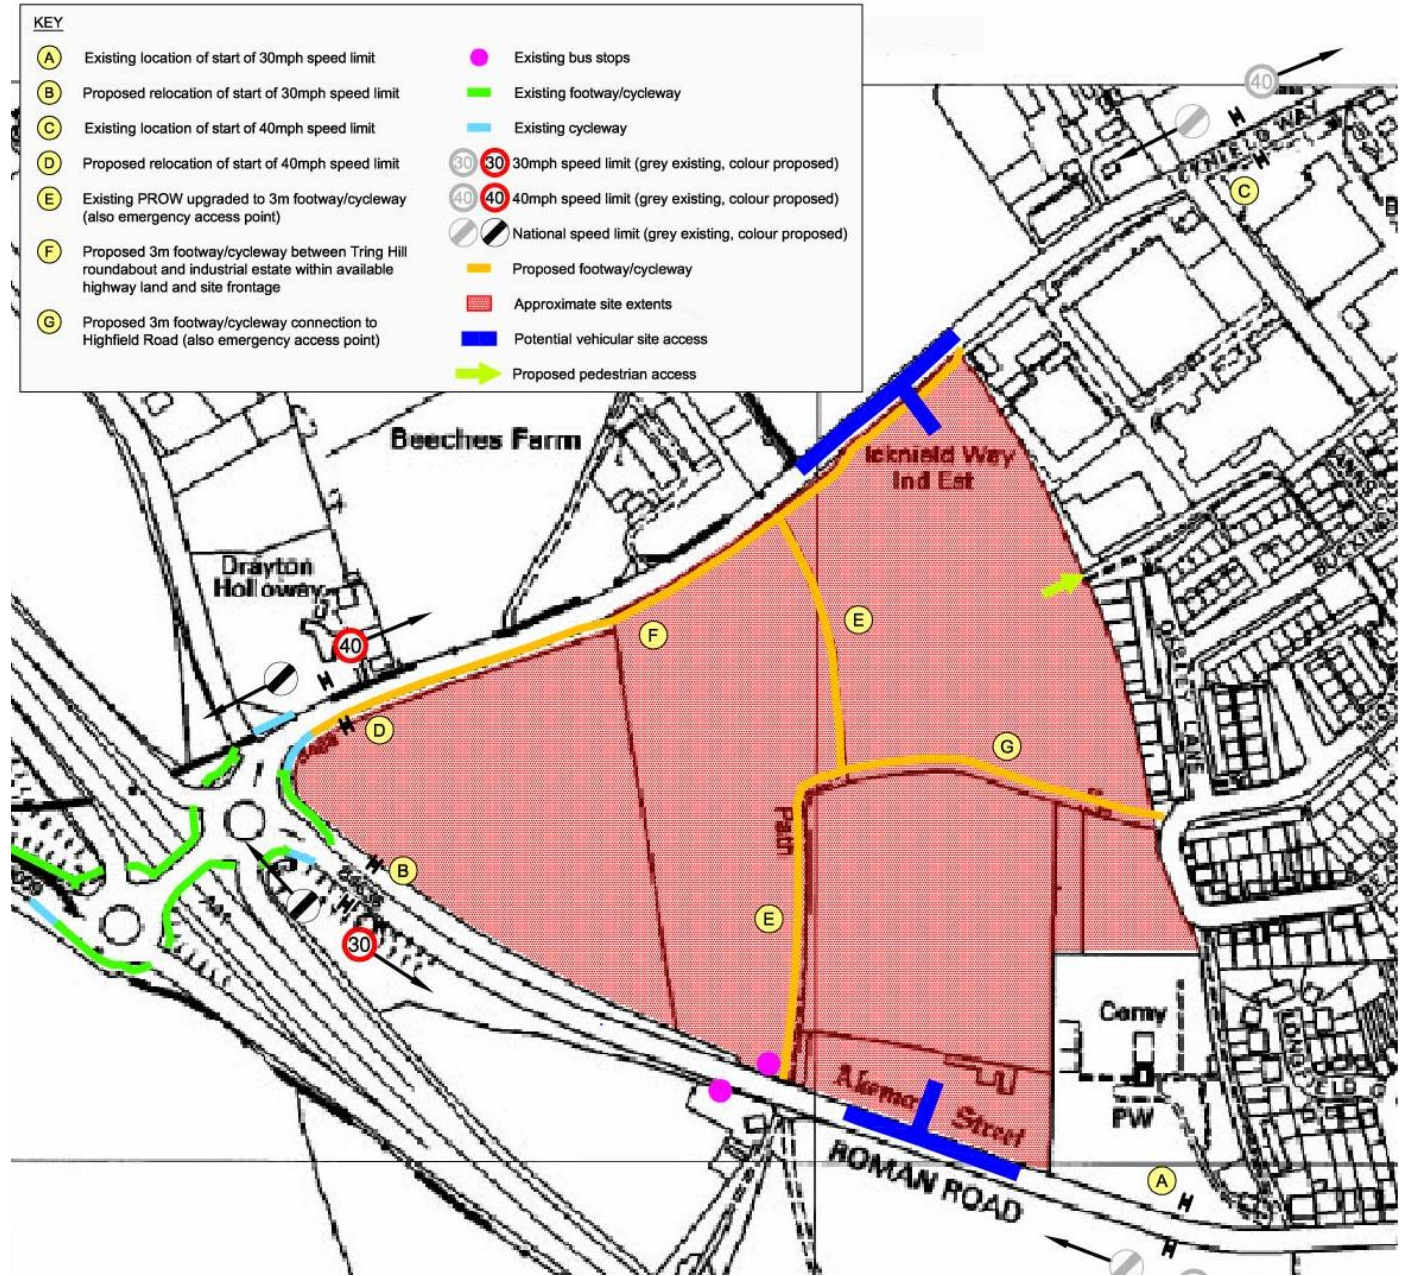 KEY
A Existing location of start of 30mph speed limit
B Proposed relocation of start of 30mph speed limit
C Existing location of start of 40mph speed limit
D Proposed relocation of start of 40mph speed limit
E Existing PROW upgraded to 3m footway/cycleway
(also emergency access point)
F Proposed 3m footway/cycleway between Tring Hill
roundabout and industrial estate within available
highway land and site frontage
G Proposed 3m footway/cycleway connection to
Highfield Road (also emergency access point)
Existing bus stops
Existing footway/cycleway
Existing cycleway
30 30 30mph speed limit (grey existing, colour proposed)
40 40 40mph speed limit (grey existing, colour proposed)
National speed limit (grey existing, colour proposed)
Proposed footway/cycleway
Approximate site extents
Potential vehicular site access
Proposed pedestrian access
40
C
Beeches Farm
Icknield Way
Ind Est
Drayton
Holloway
40
F
E
D
G
LANE
Path
B
E
30
Cemy
PW
Akeman Street
ROMAN ROAD
A